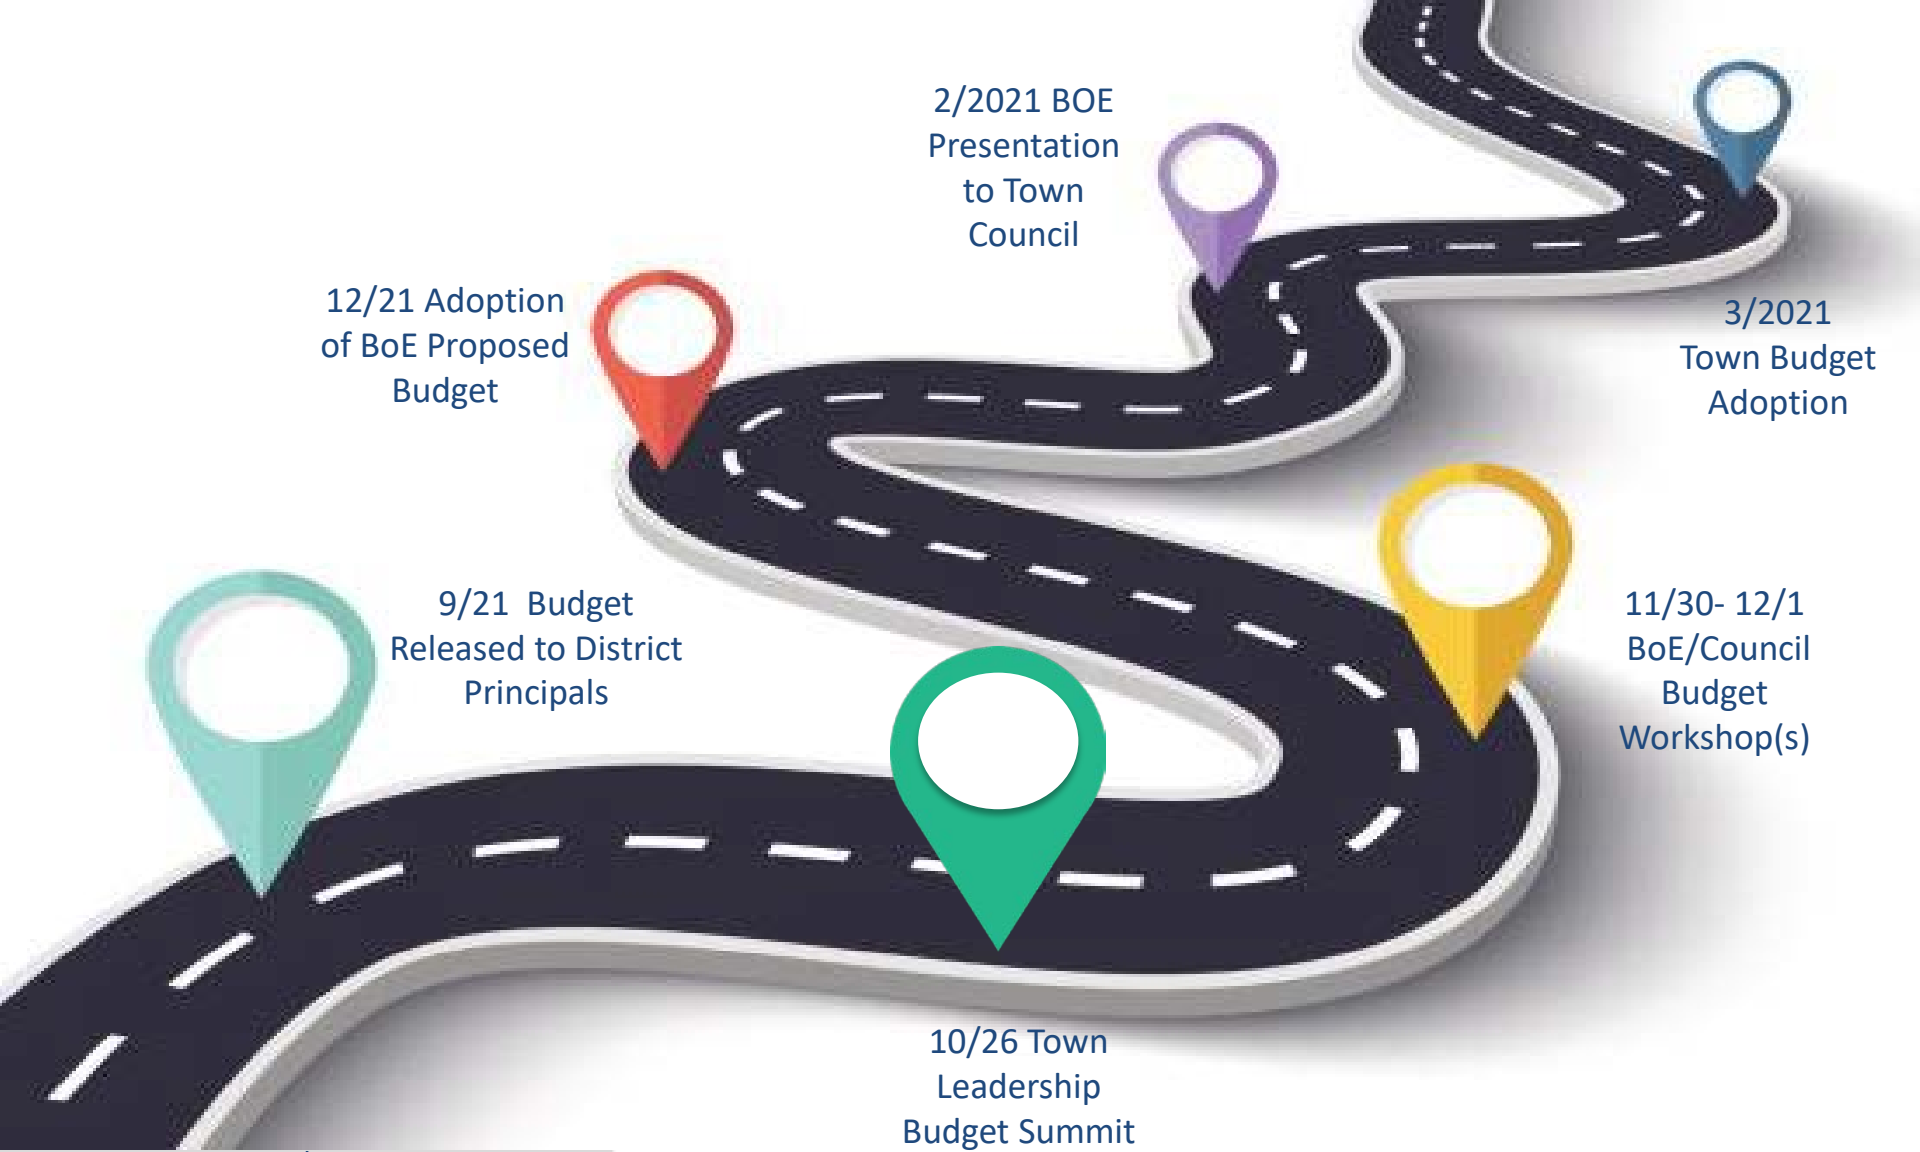 2/2021 BOE
Presentation
to Town
Council
12/21 Adoption
of BoE Proposed
Budget
3/2021
Town Budget
Adoption
9/21  Budget
Released to District
Principals
11/30- 12/1
BoE/Council
Budget
Workshop(s)
10/26 Town
Leadership
Budget Summit